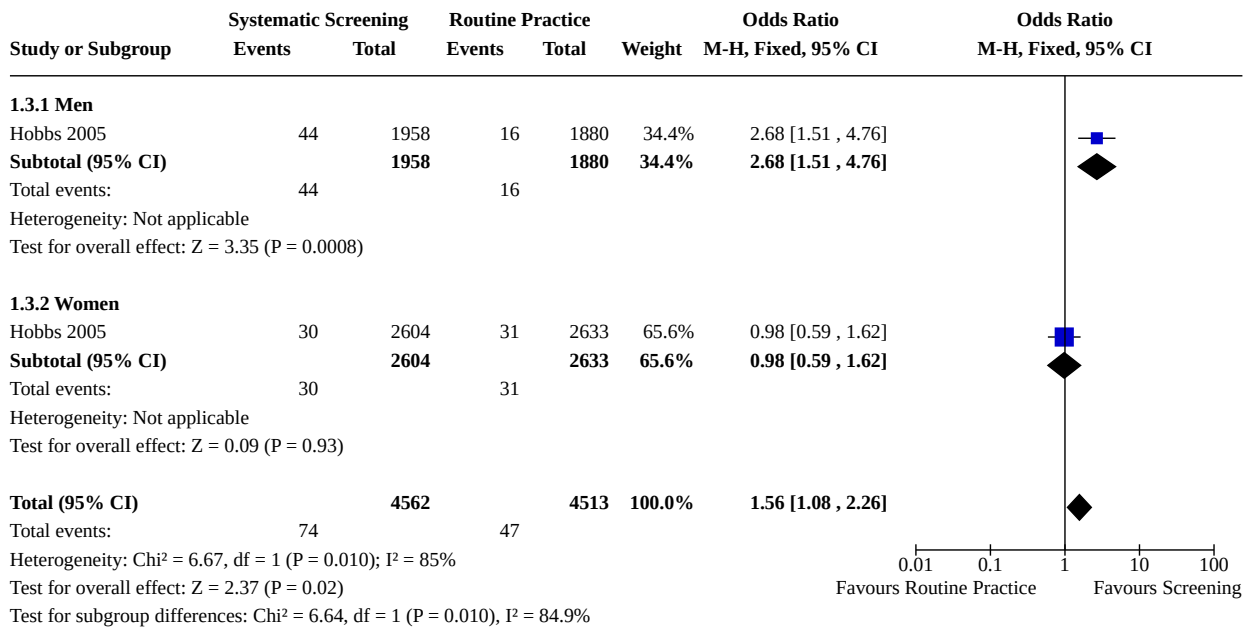 Systematic Screening Routine Practice Odds Ratio Odds Ratio
Study or Subgroup Events Total Events Total Weight M-H, Fixed, 95% CI M-H, Fixed, 95% CI
1.3.1 Men
Hobbs 2005 44 1958 16 1880 34.4% 2.68 [1.51 , 4.76]
Subtotal (95% CI) 1958 1880 34.4% 2.68 [1.51 , 4.76]
Total events: 44 16
Heterogeneity: Not applicable
Test for overall effect: Z = 3.35 (P = 0.0008)
1.3.2 Women
Hobbs 2005 30 2604 31 2633 65.6% 0.98 [0.59 , 1.62]
Subtotal (95% CI) 2604 2633 65.6% 0.98 [0.59 , 1.62]
Total events: 30 31
Heterogeneity: Not applicable
Test for overall effect: Z = 0.09 (P = 0.93)
Total (95% CI) 4562 4513 100.0% 1.56 [1.08 , 2.26]
Total events: 74 47
Heterogeneity: Chi² = 6.67, df = 1 (P = 0.010); I² = 85%
0.01 0.1 1 10 100
Test for overall effect: Z = 2.37 (P = 0.02) Favours Routine Practice Favours Screening
Test for subgroup differences: Chi² = 6.64, df = 1 (P = 0.010), I² = 84.9%